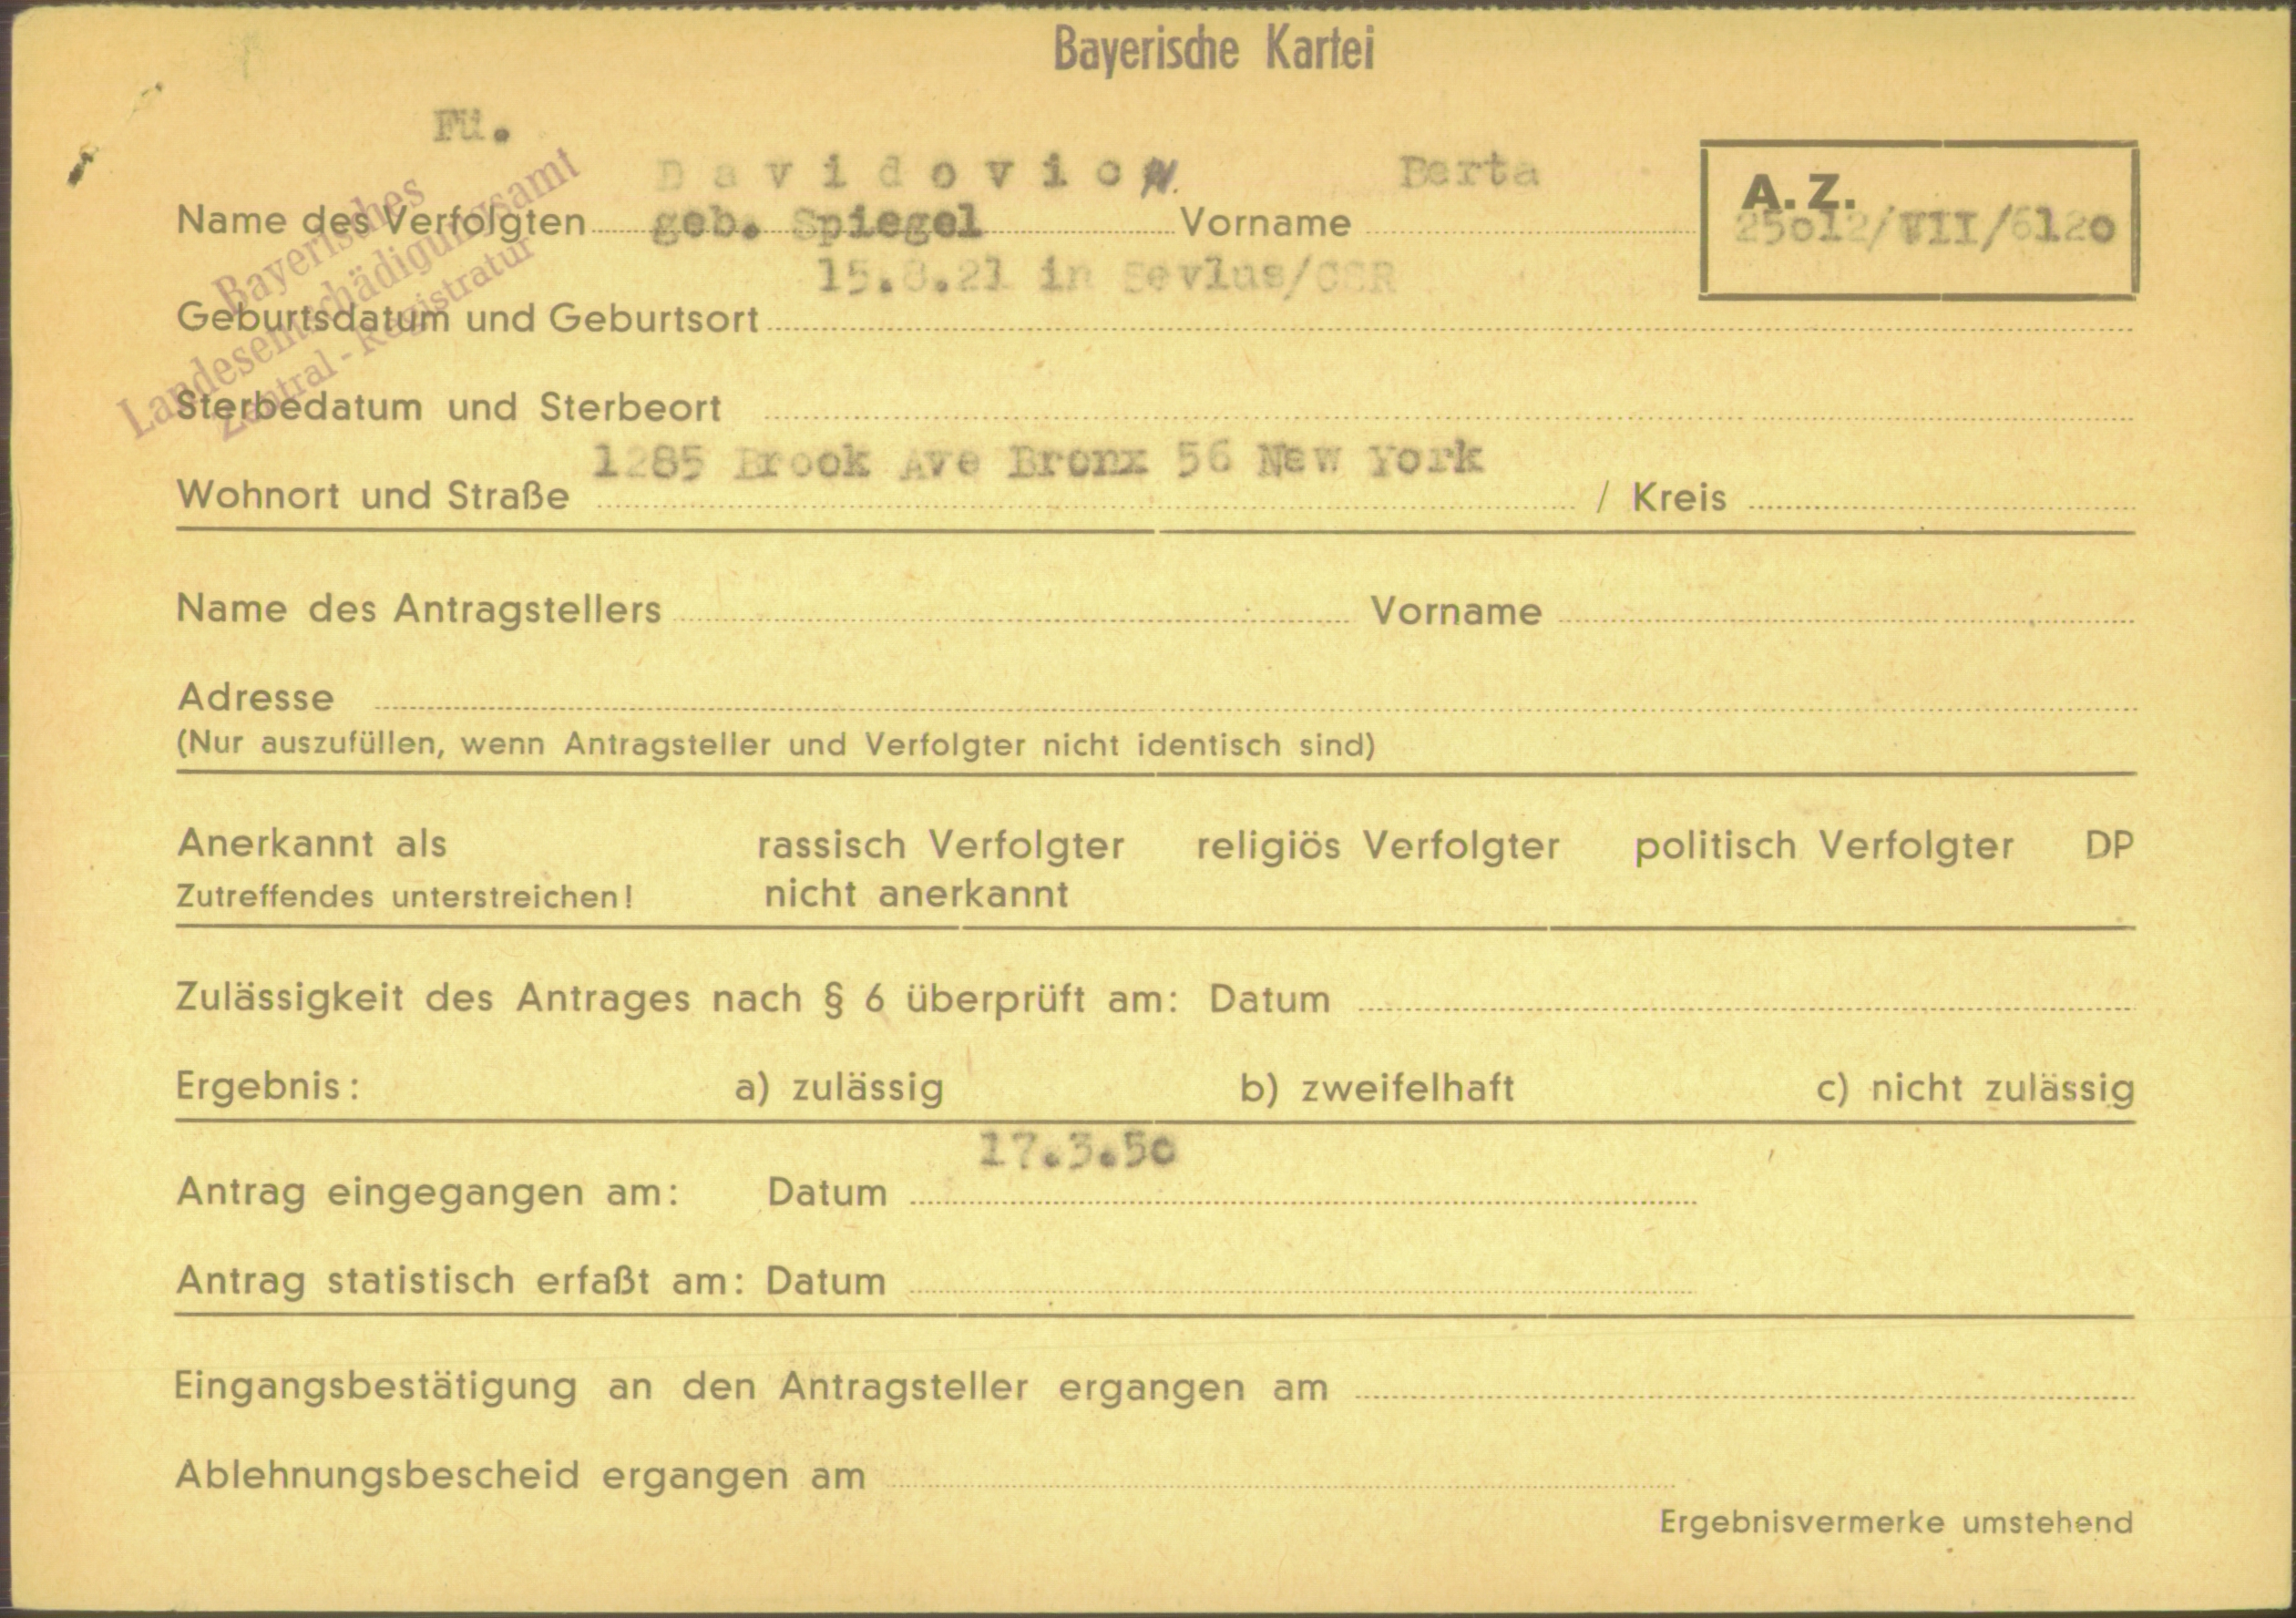 Bayerische Kartei
Fü.
Bayerisches
Landesentschädigungsamt
Zentral-Registratur
Davidovic
Berta
Name des Verfolgten geb. Spiegel Vorname
A.Z.
25012/VII/6120
15.8.21 in Sevlus/CSR
Geburtsdatum und Geburtsort
Sterbedatum und Sterbeort
1285 Brook Ave Bronx 56 New York
Wohnort und Straße / Kreis
Name des Antragstellers Vorname
Adresse
(Nur auszufüllen, wenn Antragsteller und Verfolgter nicht identisch sind)
Anerkannt als rassisch Verfolgter religiös Verfolgter politisch Verfolgter DP
Zutreffendes unterstreichen! nicht anerkannt
Zulässigkeit des Antrages nach § 6 überprüft am: Datum
Ergebnis: a) zulässig b) zweifelhaft c) nicht zulässig
17.3.50
Antrag eingegangen am: Datum
Antrag statistisch erfaßt am: Datum
Eingangsbestätigung an den Antragsteller ergangen am
Ablehnungsbescheid ergangen am
Ergebnisvermerke umstehend